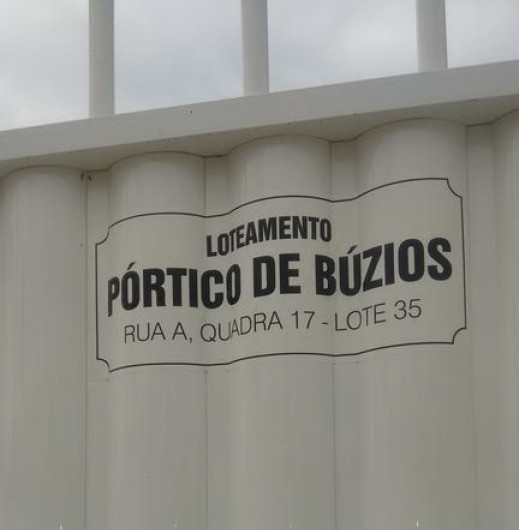 LOTEAMENTO
PÓRTICO DE BÚZIOS
RUA A, QUADRA 17 - LOTE 35